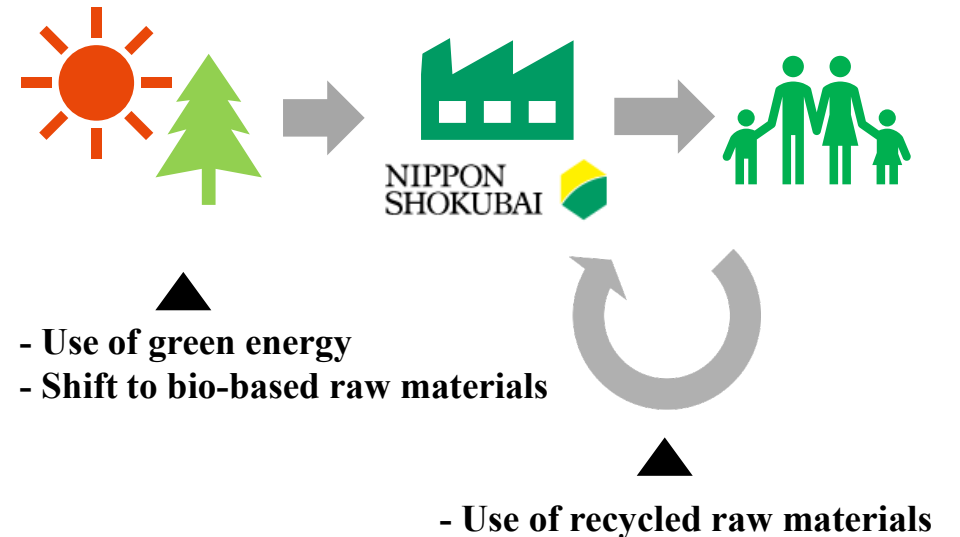 NIPPON
SHOKUBAI
- Use of green energy
- Shift to bio-based raw materials
- Use of recycled raw materials